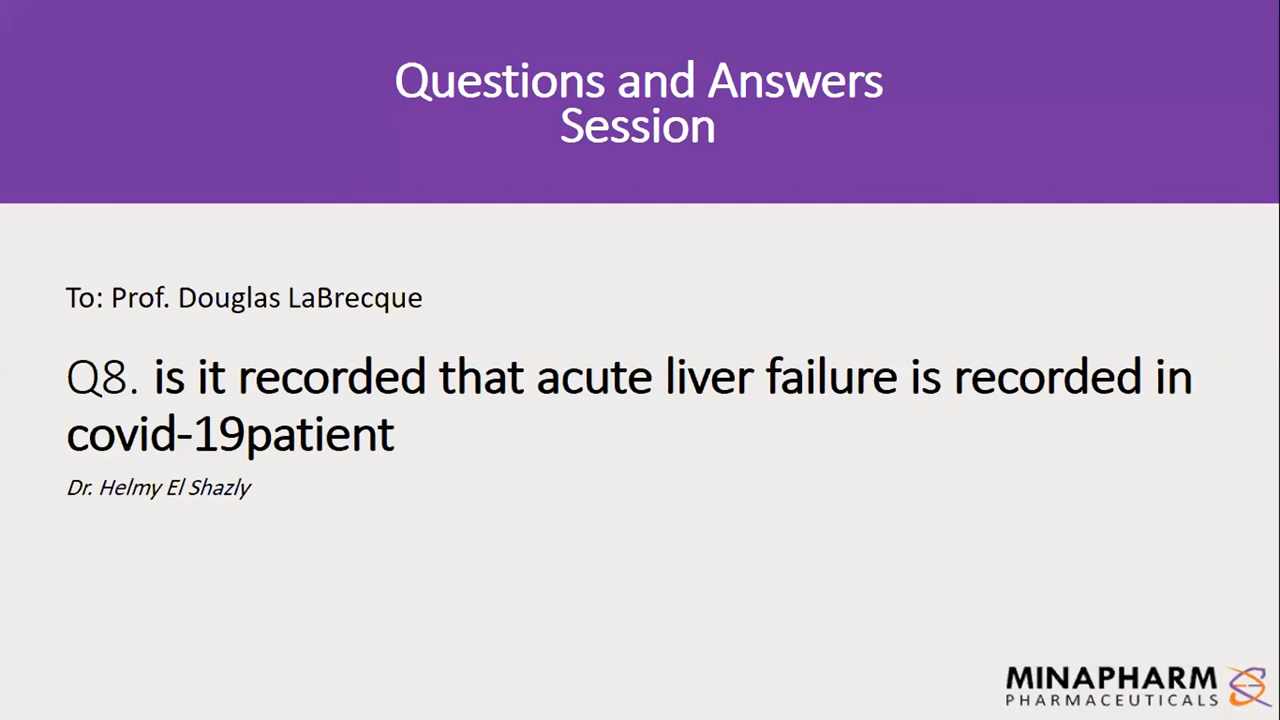 Questions and Answers
Session
To: Prof. Douglas LaBrecque
Q8. is it recorded that acute liver failure is recorded in
covid-19patient
Dr. Helmy El Shazly
MINAPHARM
PHARMACEUTICALS